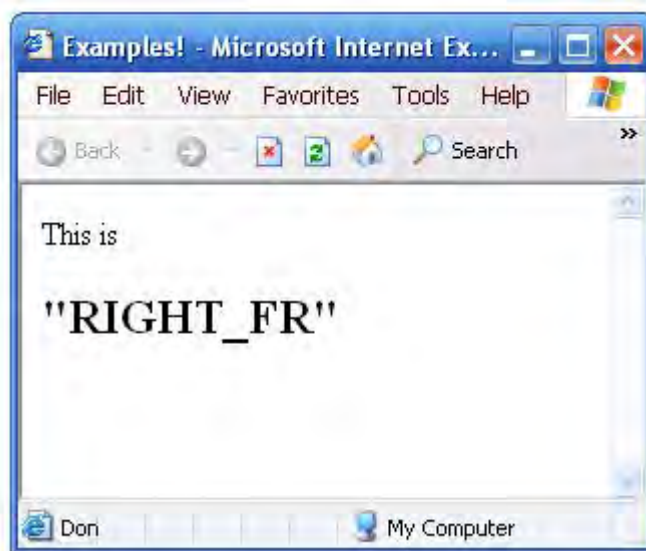 Examples! - Microsoft Internet Ex...
File Edit View Favorites Tools Help
Back Search »
This is
"RIGHT_FR"
Don My Computer